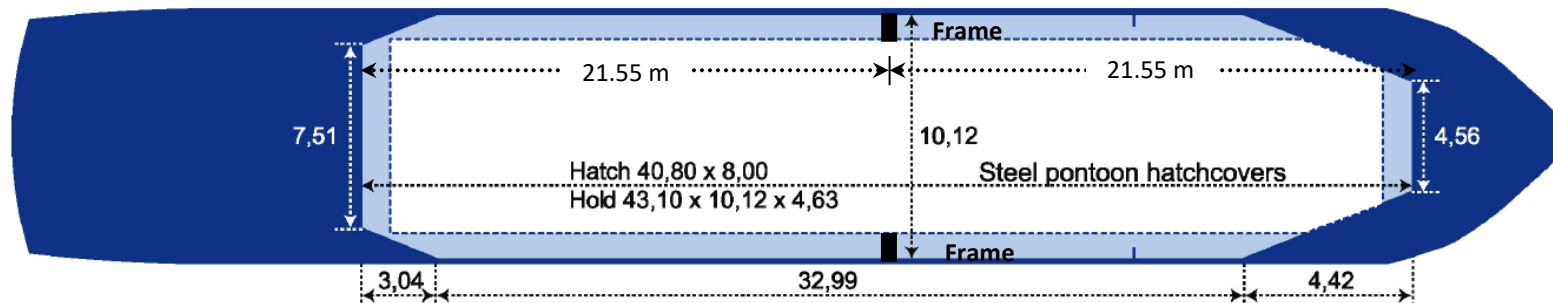 Frame
21.55 m
21.55 m
7,51
10,12
4,56
Hatch 40,80 x 8,00
Steel pontoon hatchcovers
Hold 43,10 x 10,12 x 4,63
Frame
3,04
32,99
4,42